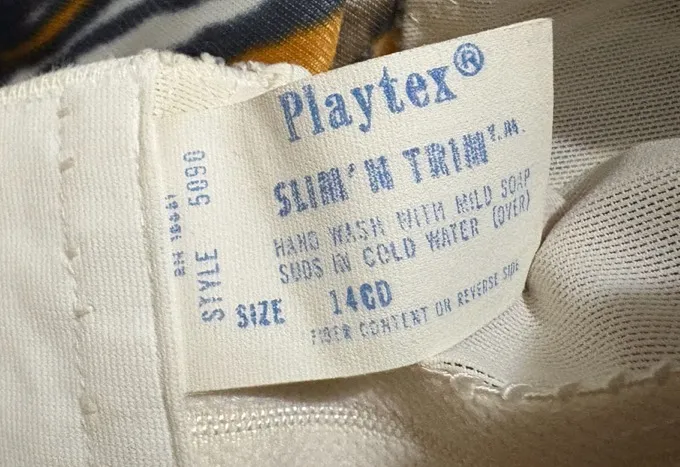 Playtex®
SLIM'N TRIM T.M.
HAND WASH WITH MILD SOAP
SUDS IN COLD WATER (OVER)
SIZE 14CD
FIBER CONTENT ON REVERSE SIDE
STYLE 5090
RN